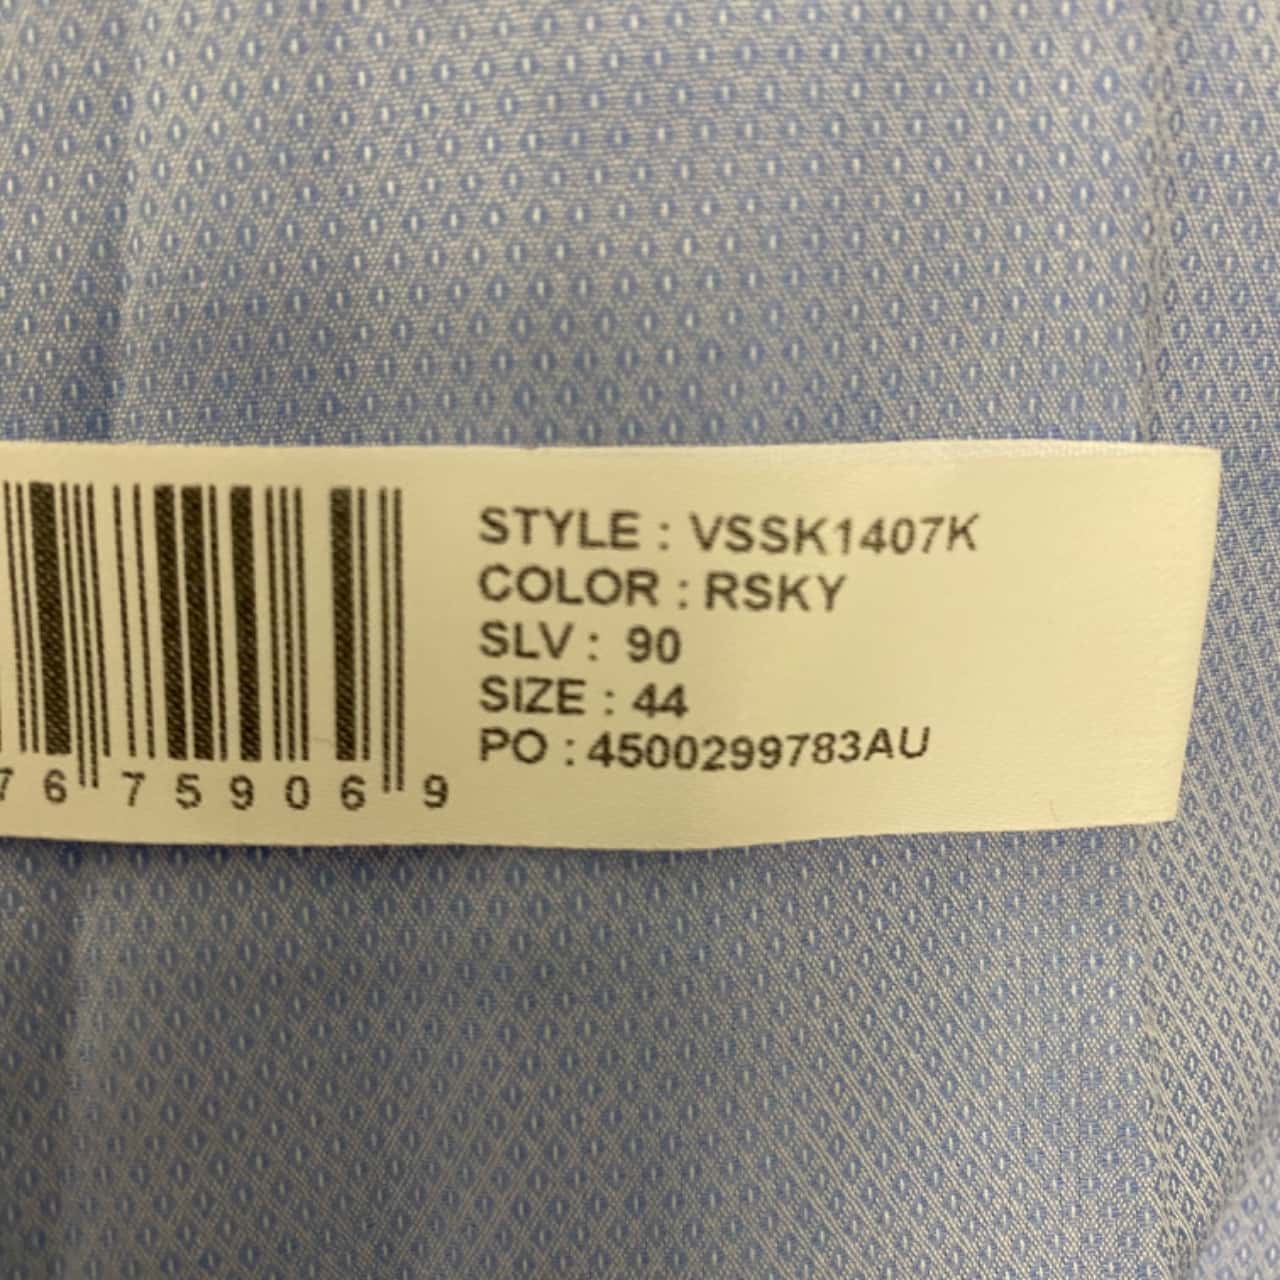 STYLE : VSSK1407K
COLOR : RSKY
SLV : 90
SIZE : 44
PO : 4500299783AU
76 75906 9